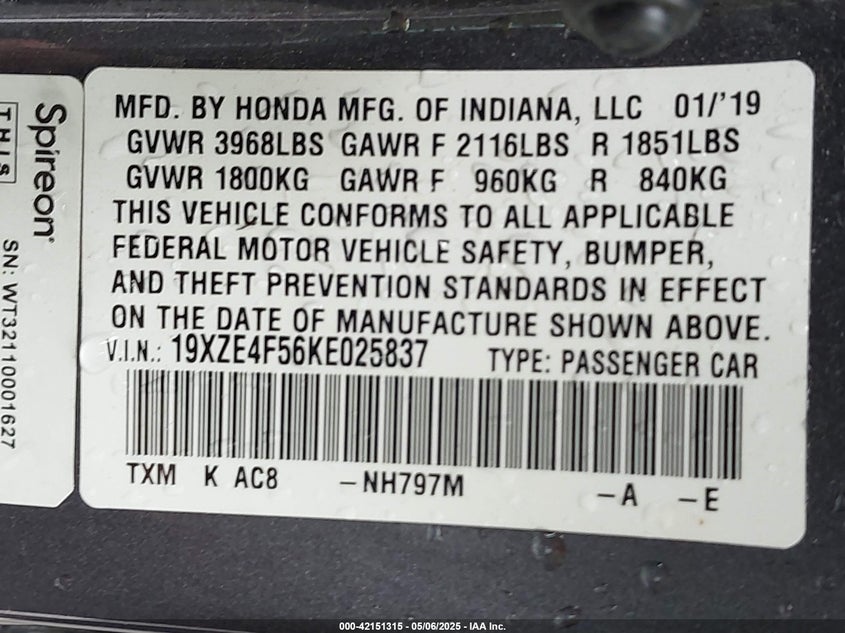 MFD. BY HONDA MFG. OF INDIANA, LLC 01/'19
GVWR 3968LBS GAWR F 2116LBS R 1851LBS
GVWR 1800KG GAWR F 960KG R 840KG
THIS VEHICLE CONFORMS TO ALL APPLICABLE
FEDERAL MOTOR VEHICLE SAFETY, BUMPER,
AND THEFT PREVENTION STANDARDS IN EFFECT
ON THE DATE OF MANUFACTURE SHOWN ABOVE.
V.I.N.: 19XZE4F56KE025837 TYPE: PASSENGER CAR
TXM K AC8 -NH797M -A -E
Spireon
THIS
SN: WT32110001627
000-42151315 - 05/06/2025 - IAA Inc.